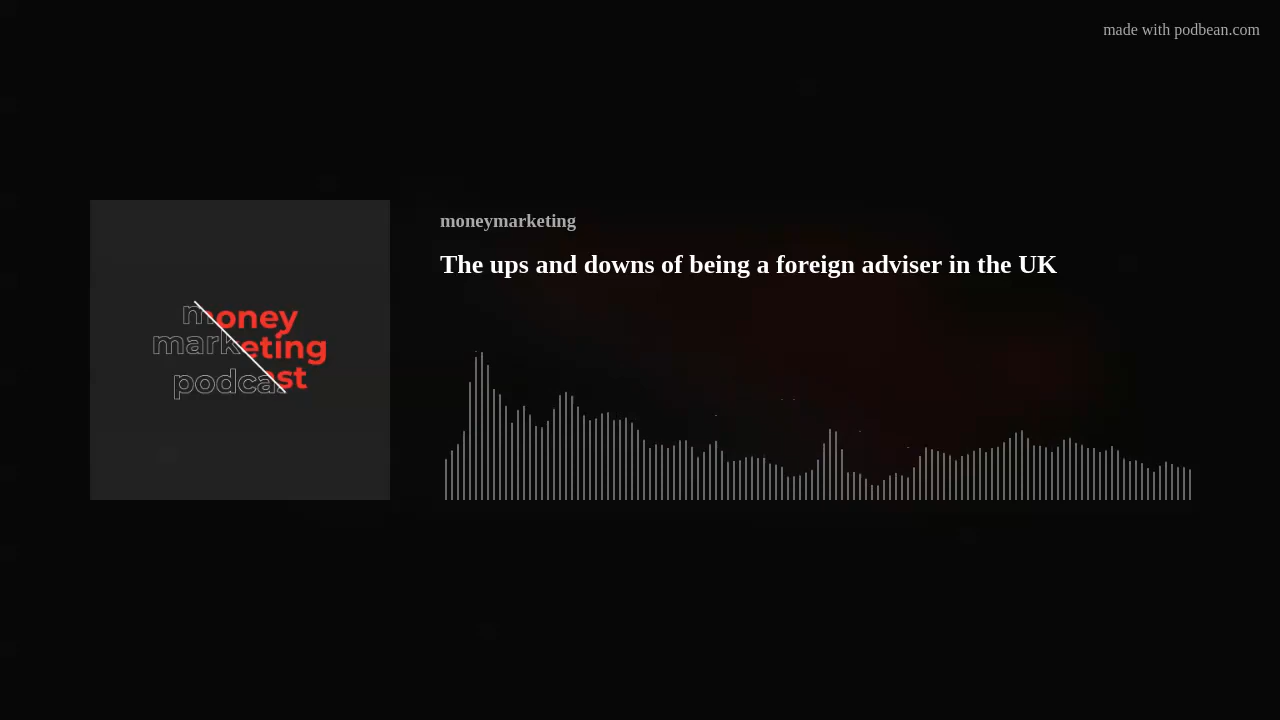 made with podbean.com
moneymarketing
The ups and downs of being a foreign adviser in the UK
money
marketing
podcast